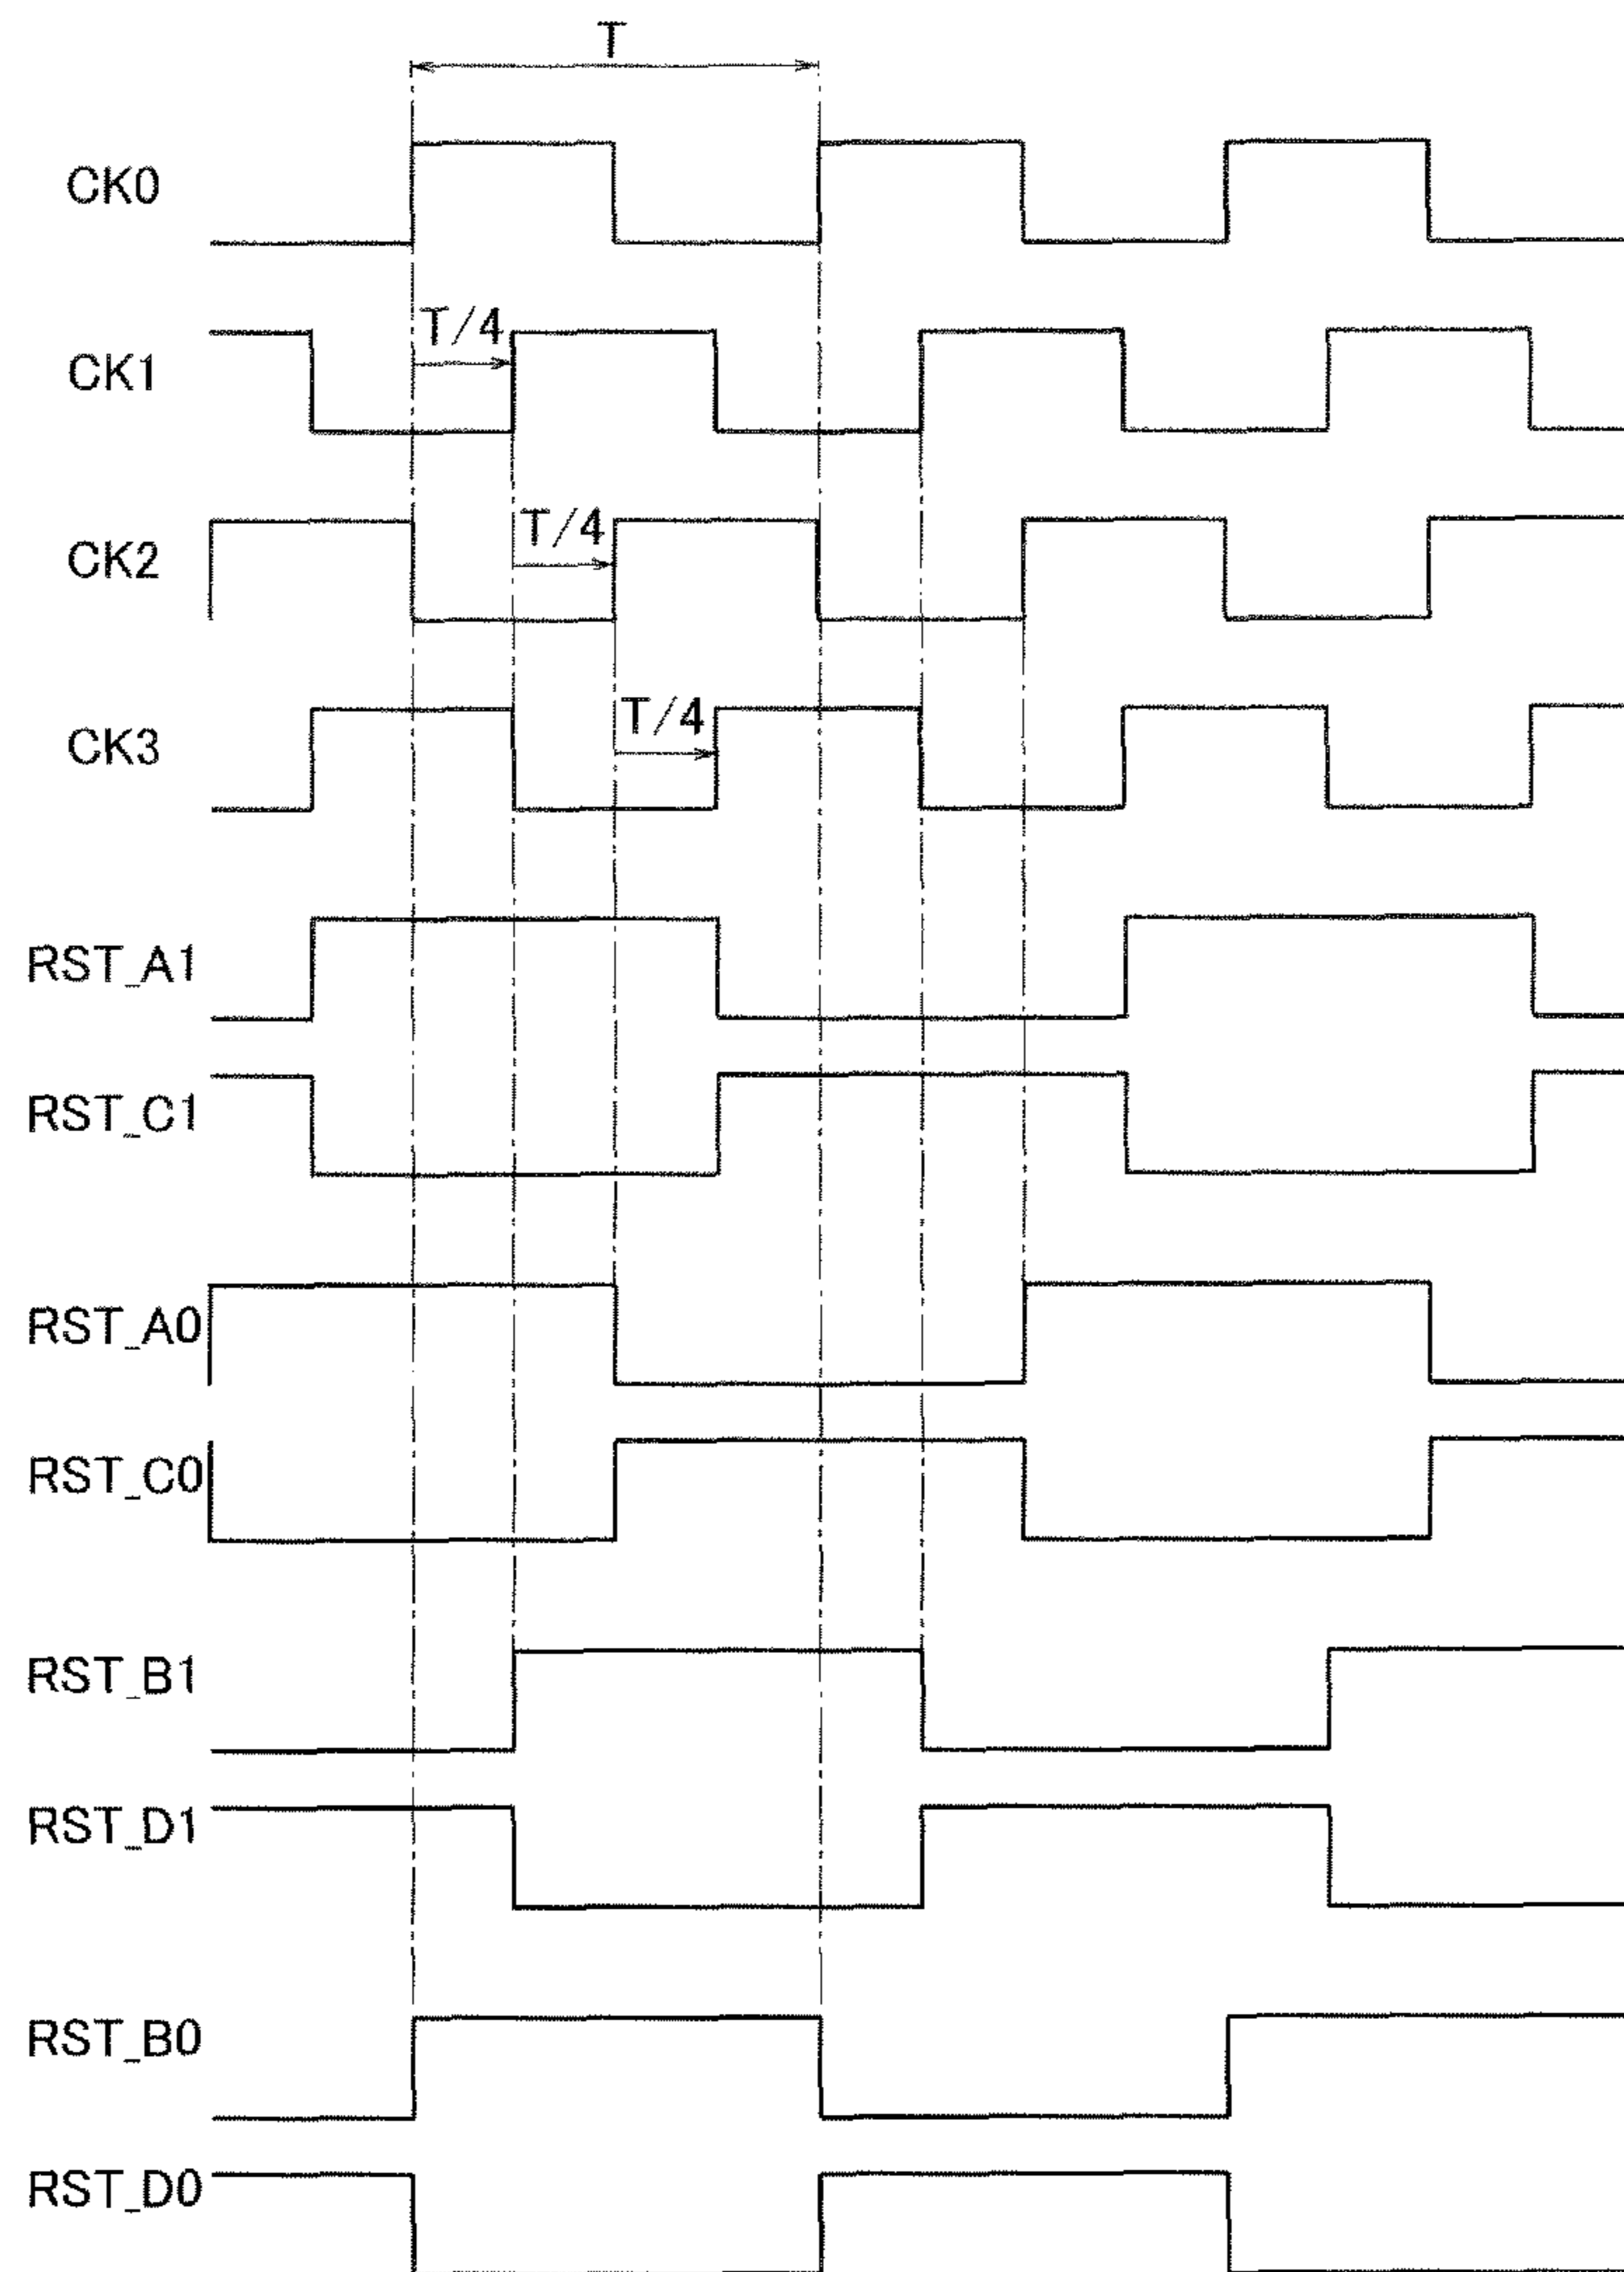 T
CK0
T/4
CK1
T/4
CK2
T/4
CK3
RST_A1
RST_C1
RST_A0
RST_C0
RST_B1
RST_D1
RST_B0
RST_D0